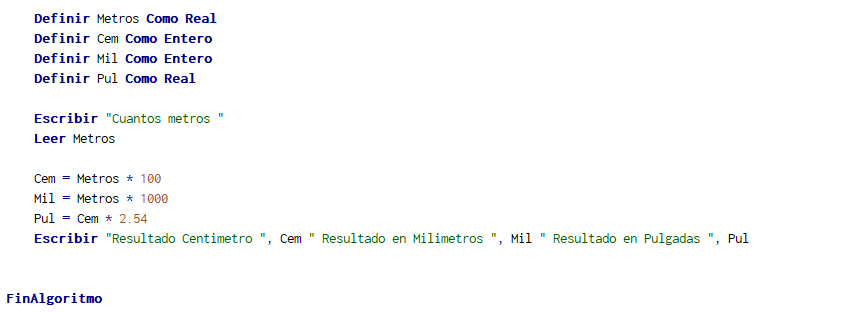 Definir Metros Como Real
Definir Cem Como Entero
Definir Mil Como Entero
Definir Pul Como Real
Escribir "Cuantos metros "
Leer Metros
Cem = Metros * 100
Mil = Metros * 1000
Pul = Cem * 2.54
Escribir "Resultado Centimetro ", Cem " Resultado en Milimetros ", Mil " Resultado en Pulgadas ", Pul
FinAlgoritmo